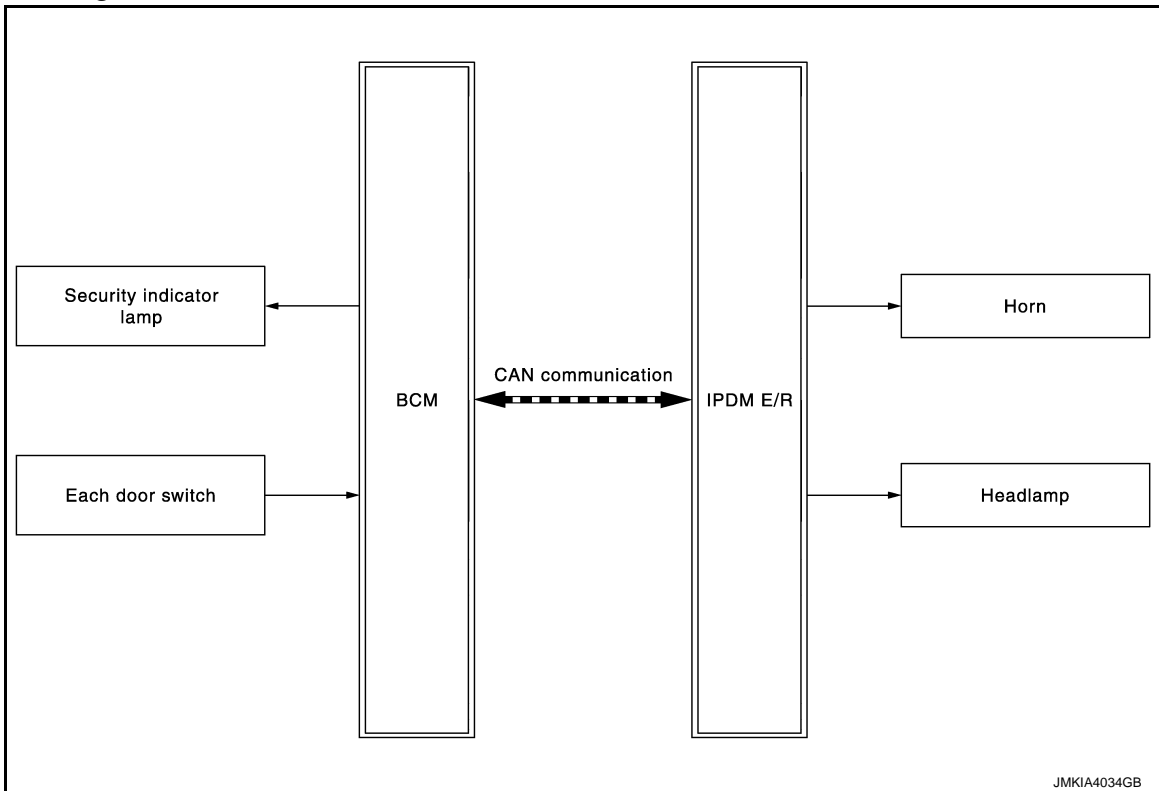 Security indicator
lamp
Each door switch
BCM
CAN communication
IPDM E/R
Horn
Headlamp
JMKIA4034GB